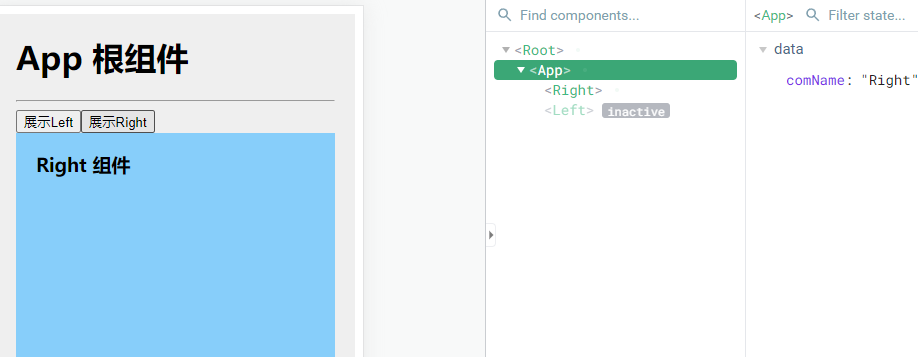 App 根组件
展示Left 展示Right
Right 组件
Find components...
<Root>
<App>
<Right>
<Left> inactive
<App> Filter state...
data
comName: "Right"